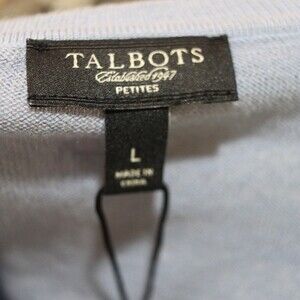 TALBOTS
Established 1947
PETITES
L
MADE IN
CHINA